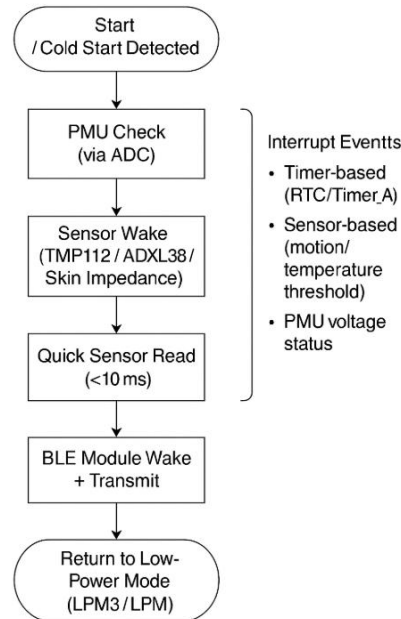 Start
/ Cold Start Detected
PMU Check
(via ADC)
Sensor Wake
(TMP112 / ADXL38 /
Skin Impedance)
Quick Sensor Read
(<10 ms)
BLE Module Wake
+ Transmit
Return to Low-
Power Mode
(LPM3 / LPM)
Interrupt Eventts
• Timer-based
(RTC/Timer_A)
• Sensor-based
(motion/
temperature
threshold)
• PMU voltage
status